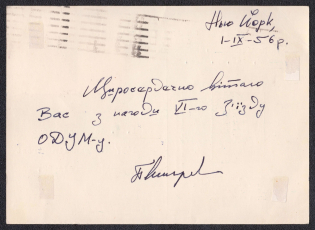 Нью Йорк,
1-IX-56р.
Щиросердечно вітаю
Вас з нагоди VI-го З'їзду
ОДУМ-у.